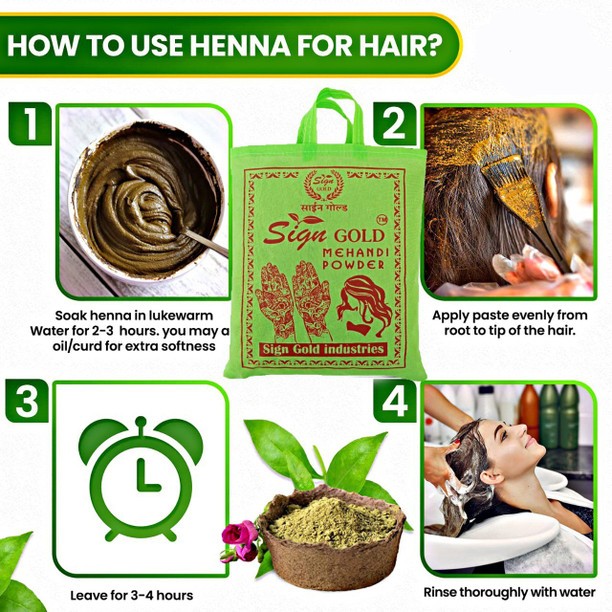 HOW TO USE HENNA FOR HAIR?
1
Soak henna in lukewarm
Water for 2-3 hours. you may a
oil/curd for extra softness
Sign
GOLD
साईन गोल्ड
Sign GOLD TM
MEHANDI
POWDER
Sign Gold industries
2
Apply paste evenly from
root to tip of the hair.
3
Leave for 3-4 hours
4
Rinse thoroughly with water